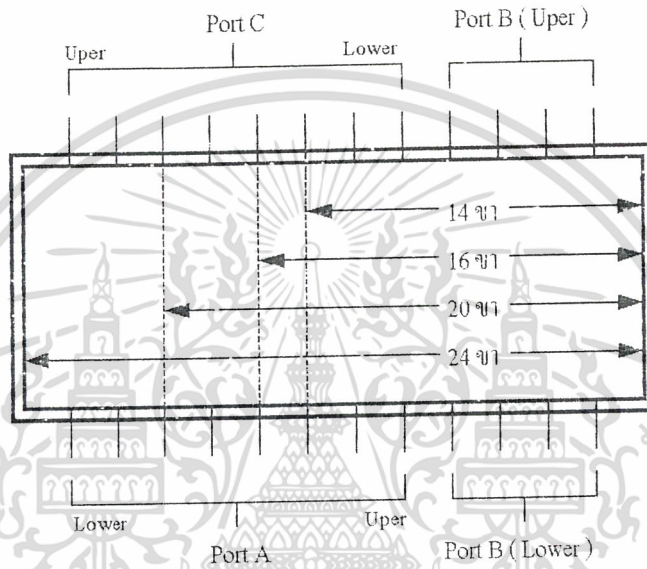 Port C
Port B ( Uper )
Uper
Lower
14 ขา
16 ขา
20 ขา
24 ขา
Lower
Uper
Port A
Port B ( Lower )